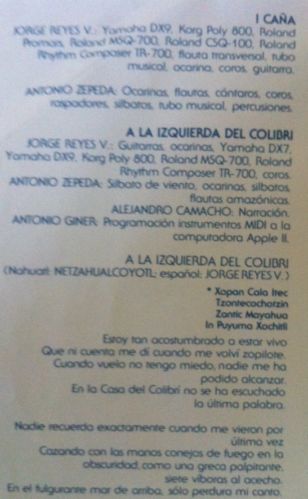 I CAÑA
JORGE REYES V.: Yamaha DX9, Korg Poly 800, Roland
Promars, Roland MSQ-700, Roland CSQ-100, Roland
Rhythm Composer TR-700, flauta transversal, tubo
musical, ocarina, coros, guitarra.
ANTONIO ZEPEDA: Ocarinas, flautas, cántaros, coros,
raspadores, silbatos, tubo musical, percusiones.
A LA IZQUIERDA DEL COLIBRI
JORGE REYES V.: Guitarras, ocarinas, Yamaha DX7,
Yamaha DX9, Korg Poly 800, Roland MSQ-700, Roland
Rhythm Composer TR-700, coros.
ANTONIO ZEPEDA: Silbato de viento, ocarinas, silbatos,
flautas amazónicas.
ALEJANDRO CAMACHO: Narración.
ANTONIO GINER: Programación instrumentos MIDI a la
computadora Apple II.
A LA IZQUIERDA DEL COLIBRI
(Nahuatl: NETZAHUALCOYOTL; español: JORGE REYES V.)
* Xopan Cala Itec
Tzontecochotzin
Zantic Mayahua
In Puyuma Xochitli
Estoy tan acostumbrado a estar vivo
Que ni cuenta me dí cuando me volví zopilote.
Cuando vuelo no tengo miedo, nadie me ha
podido alcanzar.
En la Casa del Colibrí no se ha escuchado
la última palabra.
Nadie recuerda exactamente cuando me vieron por
última vez
Cazando con las manos conejos de fuego en la
obscuridad, como una greca palpitante.
siete víboras al acecho.
En el fulgurante mar de arriba, sólo perdura mi canto.